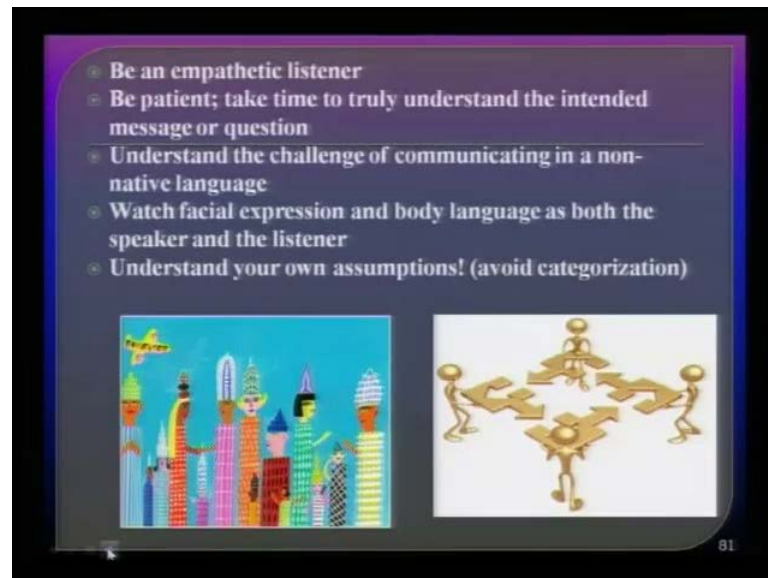 Be an empathetic listener
Be patient; take time to truly understand the intended
message or question
Understand the challenge of communicating in a non-
native language
Watch facial expression and body language as both the
speaker and the listener
Understand your own assumptions! (avoid categorization)
81